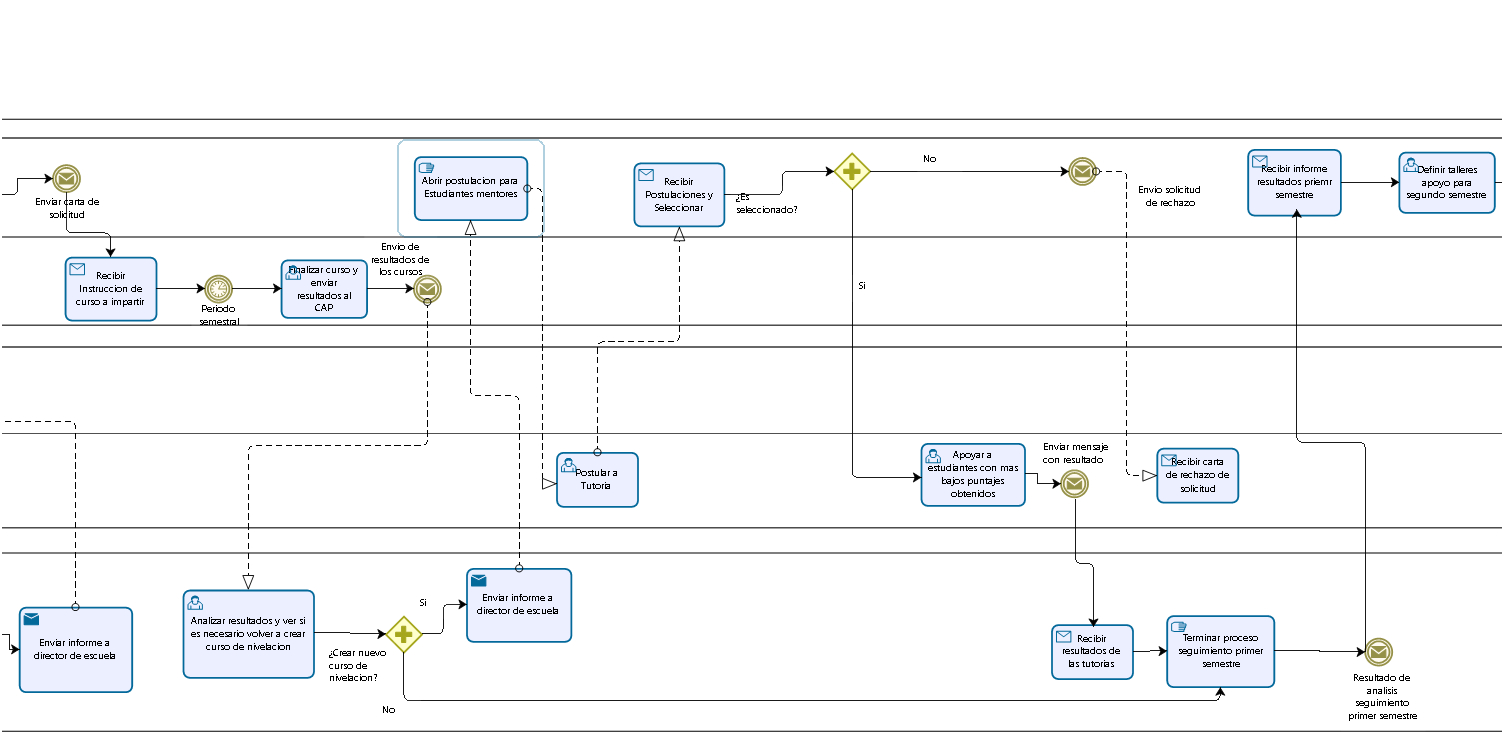 Enviar carta de
solicitud
Recibir
Instruccion de
curso a impartir
Periodo
semestral
Finalizar curso y
enviar
resultados al
CAP
Envio de
resultados de
los cursos
Abrir postulacion para
Estudiantes mentores
Recibir
Postulaciones y
Seleccionar
¿Es
seleccionado?
No
Si
Envio solicitud
de rechazo
Recibir informe
resultados priemr
semestre
Definir talleres
apoyo para
segundo semestre
Postular a
Tutoria
Apoyar a
estudiantes con mas
bajos puntajes
obtenidos
Enviar mensaje
con resultado
Recibir carta
de rechazo de
solicitud
Enviar informe a
director de escuela
Analizar resultados y ver si
es necesario volver a crear
curso de nivelacion
¿Crear nuevo
curso de
nivelacion?
Si
No
Enviar informe a
director de escuela
Recibir
resultados de
las tutorias
Terminar proceso
seguimiento primer
semestre
Resultado de
analisis
seguimiento
primer semestre